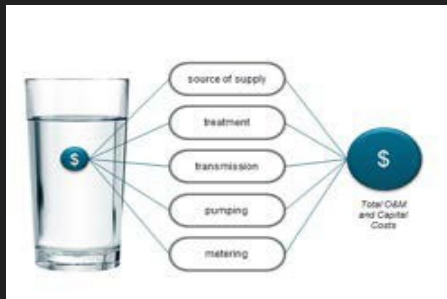 source of supply
treatment
$
transmission
$
pumping
metering
Total O&M
and Capital
Costs